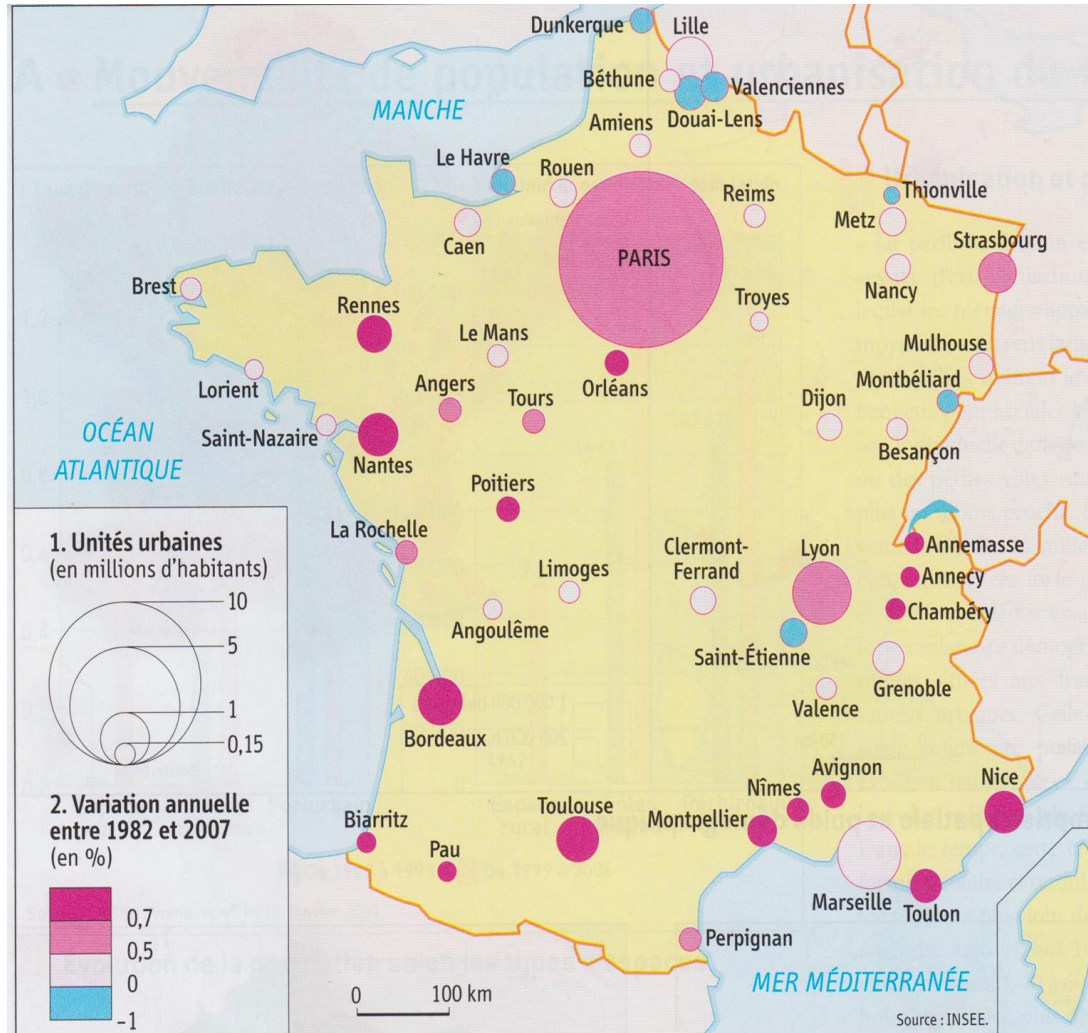 Dunkerque
Lille
Béthune
Valenciennes
Douai-Lens
MANCHE
Amiens
Le Havre
Rouen
Reims
Thionville
Metz
Caen
PARIS
Strasbourg
Nancy
Brest
Rennes
Troyes
Le Mans
Mulhouse
Lorient
Angers
Tours
Orléans
Dijon
Montbéliard
OCÉAN
ATLANTIQUE
Saint-Nazaire
Nantes
Besançon
Poitiers
La Rochelle
Clermont-
Ferrand
Lyon
Annemasse
Annecy
Limoges
Chambéry
Angoulême
Saint-Étienne
Grenoble
Valence
Bordeaux
Avignon
Nîmes
Nice
Toulouse
Montpellier
Biarritz
Pau
Marseille
Toulon
Perpignan
MER MÉDITERRANÉE
1. Unités urbaines
(en millions d'habitants)
10
5
1
0,15
2. Variation annuelle
entre 1982 et 2007
(en %)
0,7
0,5
0
–1
0 100 km
Source : INSEE.